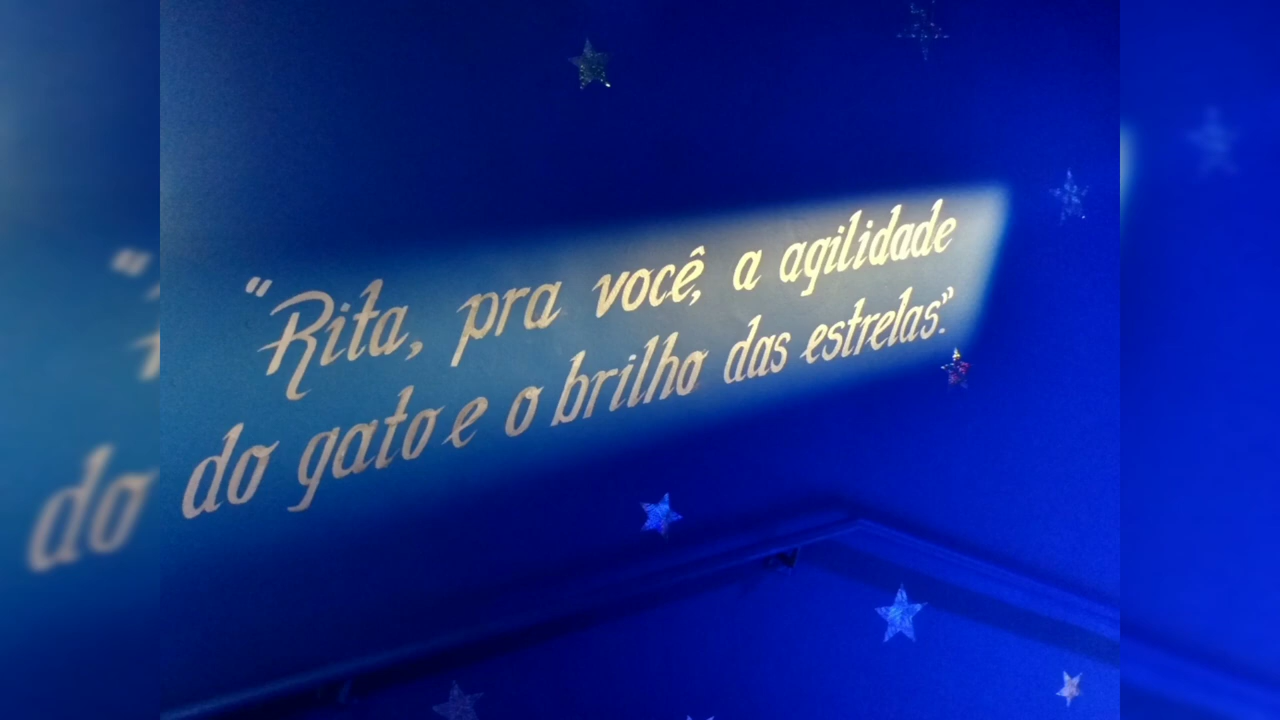 "Rita, pra você, a agilidade
do gato e o brilho das estrelas."